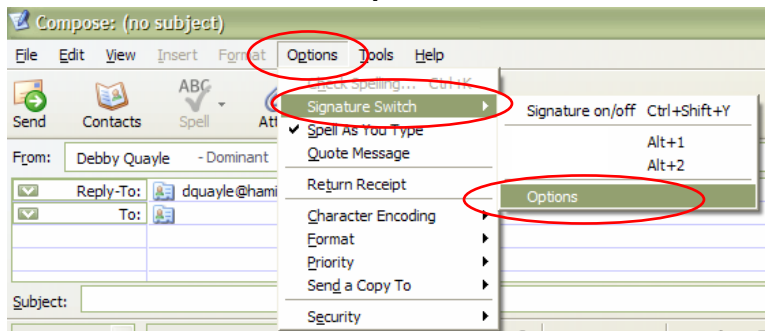 Compose: (no subject)
File Edit View Insert Format Options Tools Help
Send Contacts Spell
From: Debby Quayle - Dominant
Reply-To: dquayle@hami
To:
Subject:
Check Spelling... Ctrl+K
Signature Switch
Spell As You Type
Quote Message
Return Receipt
Character Encoding
Format
Priority
Send a Copy To
Security
Signature on/off Ctrl+Shift+Y
Alt+1
Alt+2
Options